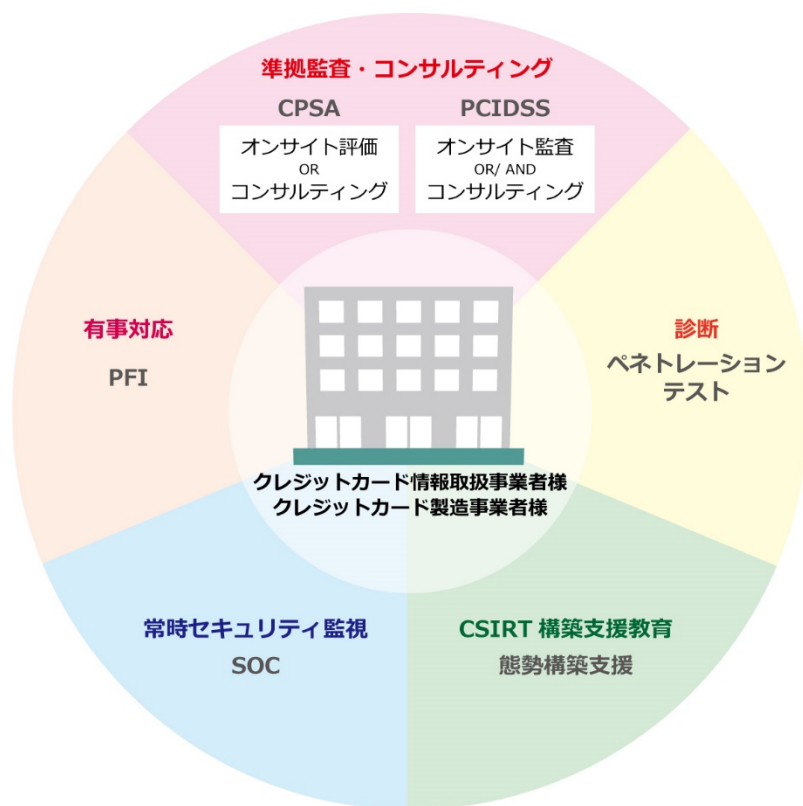 準拠監査・コンサルティング
CPSA
オンサイト評価
OR
コンサルティング
PCIDSS
オンサイト監査
OR/ AND
コンサルティング
有事対応
PFI
診断
ペネトレーション
テスト
クレジットカード情報取扱事業者様
クレジットカード製造事業者様
常時セキュリティ監視
SOC
CSIRT 構築支援教育
態勢構築支援